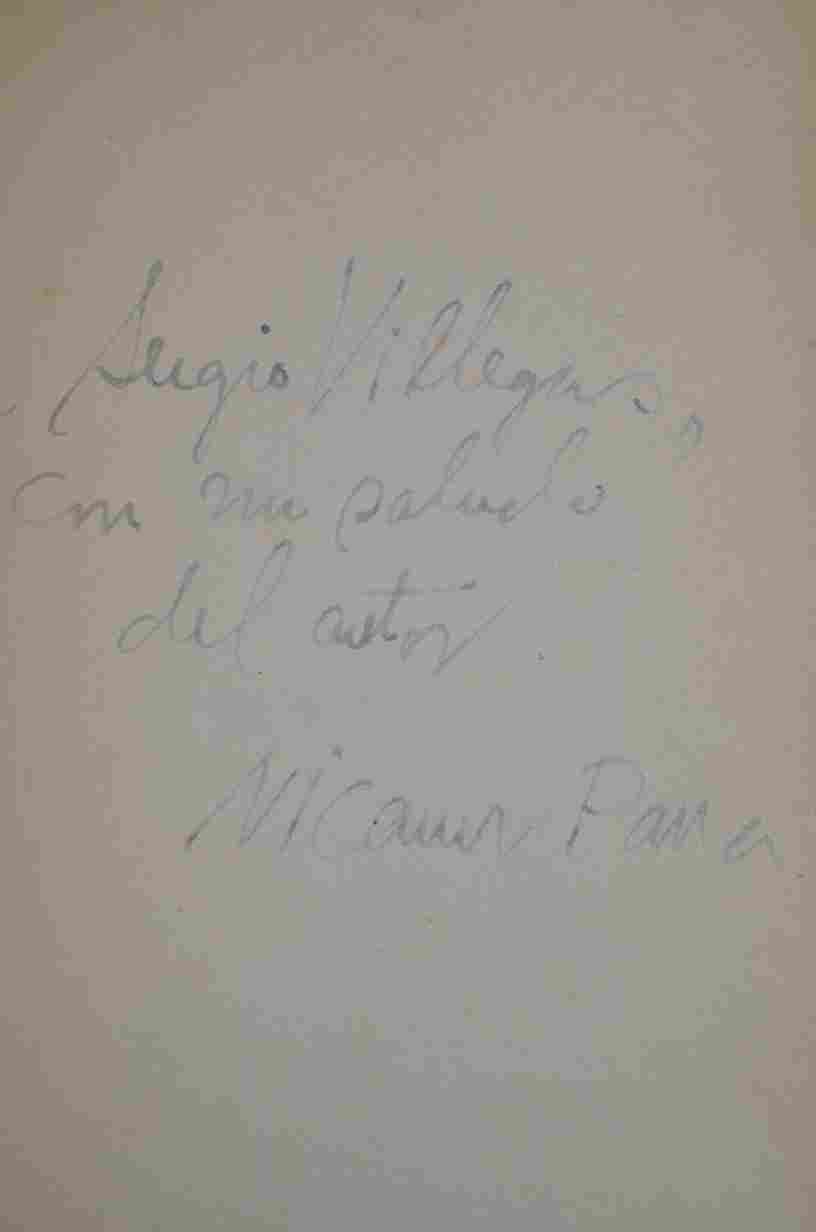 Sergio Villegas,
con un saludo
del autor.
Nicanor Parra